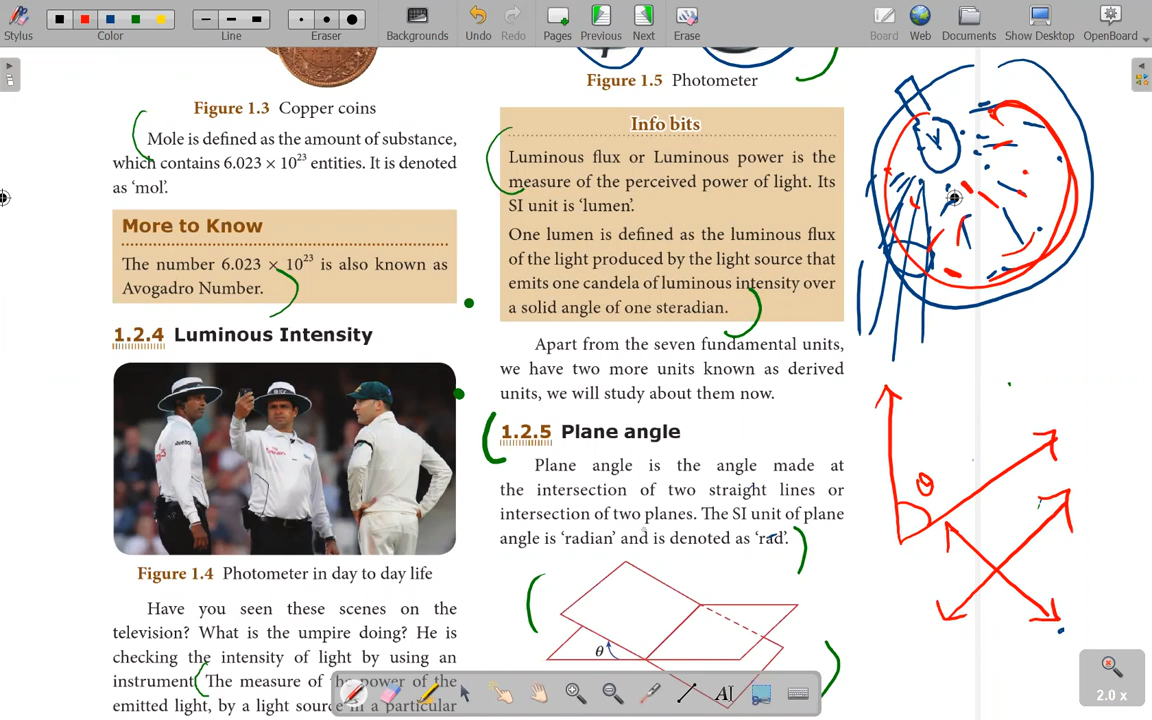 Stylus
Color
Line
Eraser
Backgrounds
Undo
Redo
Pages
Previous
Next
Erase
Board
Web
Documents
Show Desktop
OpenBoard
Figure 1.3 Copper coins
Mole is defined as the amount of substance,
which contains 6.023 × 10²³ entities. It is denoted
as ‘mol’.
More to Know
The number 6.023 × 10²³ is also known as
Avogadro Number.
1.2.4 Luminous Intensity
Figure 1.4 Photometer in day to day life
Have you seen these scenes on the
television? What is the umpire doing? He is
checking the intensity of light by using an
instrument. The measure of the power of the
emitted light, by a light source in a particular
Figure 1.5 Photometer
Info bits
Luminous flux or Luminous power is the
measure of the perceived power of light. Its
SI unit is ‘lumen’.
One lumen is defined as the luminous flux
of the light produced by the light source that
emits one candela of luminous intensity over
a solid angle of one steradian.
Apart from the seven fundamental units,
we have two more units known as derived
units, we will study about them now.
1.2.5 Plane angle
Plane angle is the angle made at
the intersection of two straight lines or
intersection of two planes. The SI unit of plane
angle is ‘radian’ and is denoted as ‘rad’.
θ
θ
2.0 x